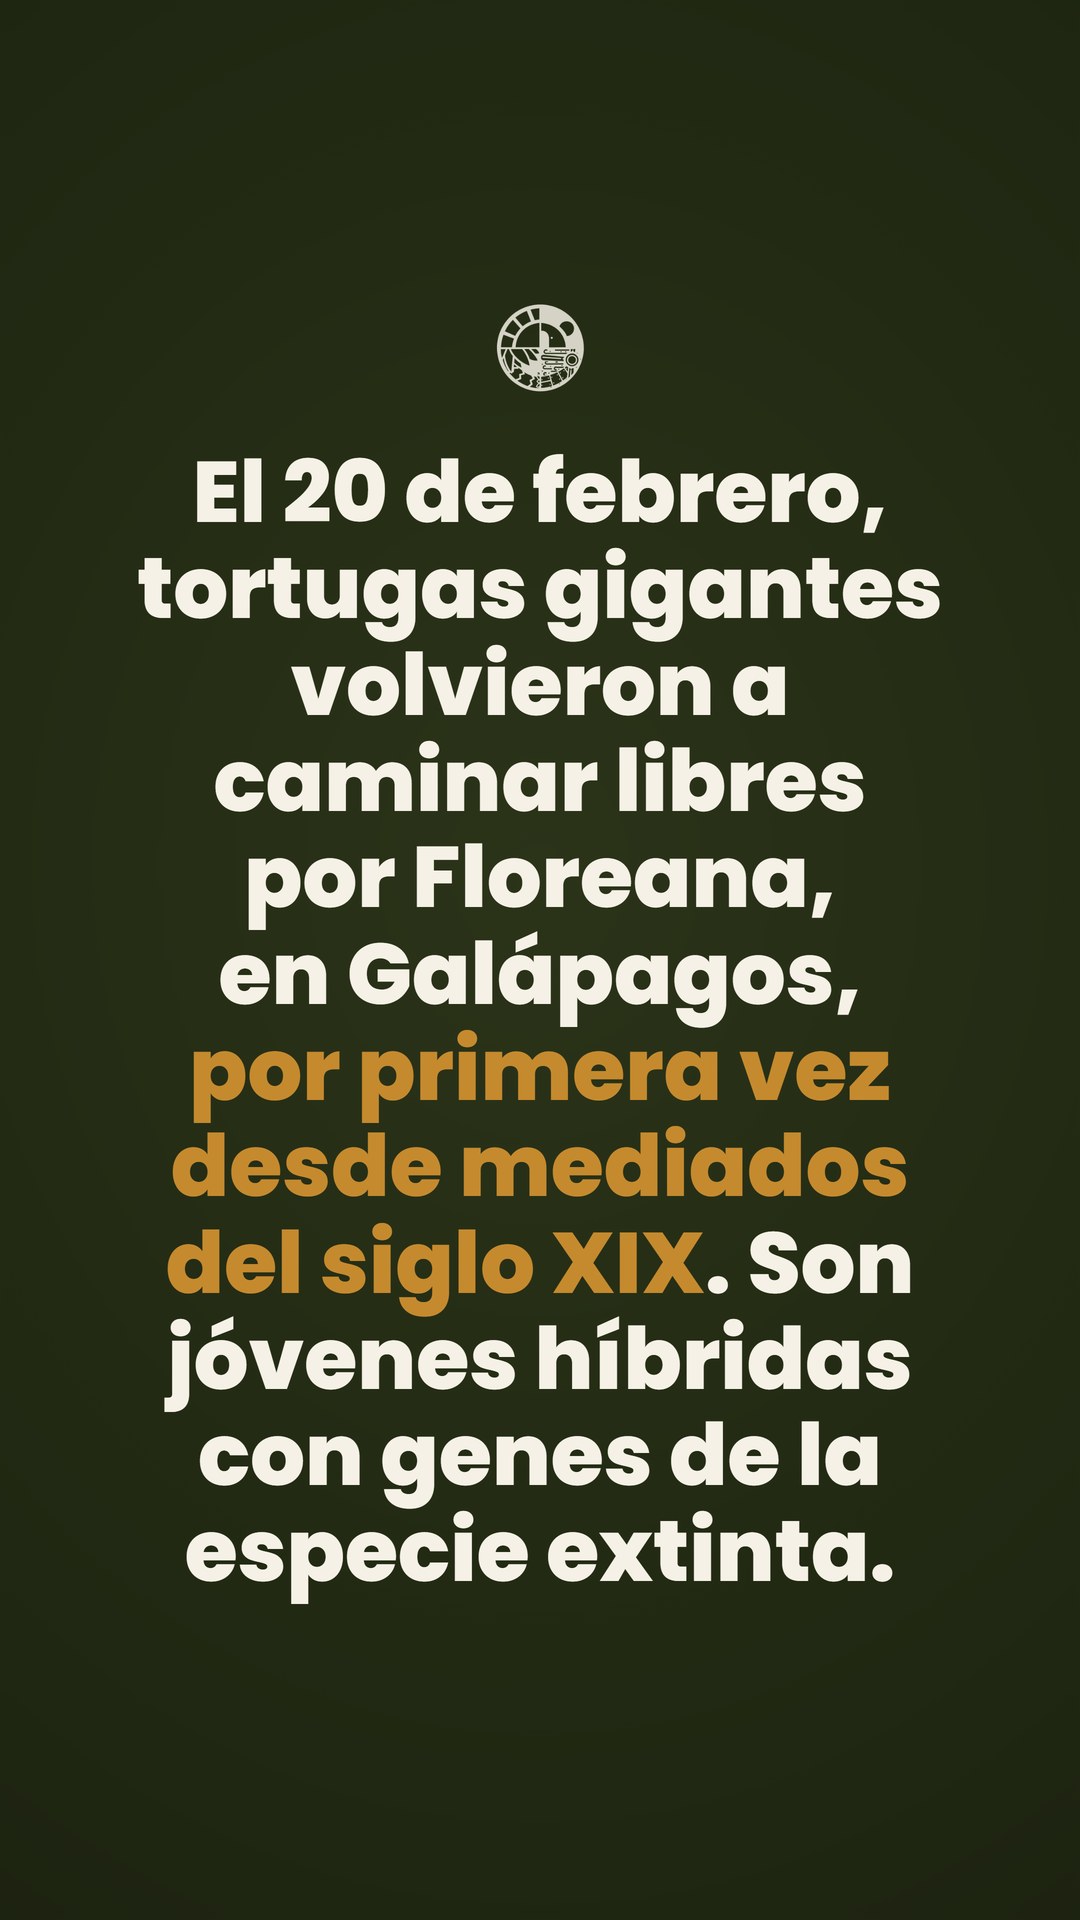 El 20 de febrero,
tortugas gigantes
volvieron a
caminar libres
por Floreana,
en Galápagos,
por primera vez
desde mediados
del siglo XIX. Son
jóvenes híbridas
con genes de la
especie extinta.